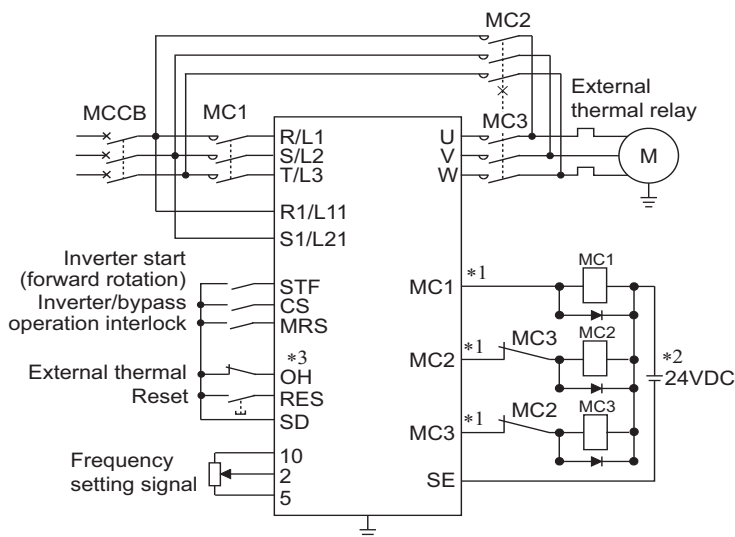 MC2
External
thermal relay
MCCB
MC1
MC3
R/L1
S/L2
T/L3
U
V
W
M
R1/L11
S1/L21
Inverter start
(forward rotation)
Inverter/bypass
operation interlock
STF
CS
MRS
*3
External thermal
OH
Reset
RES
SD
Frequency
setting signal
10
2
5
MC1
*1
MC1
MC2
*1
MC3
MC2
*2
24VDC
MC3
*1
MC2
MC3
SE